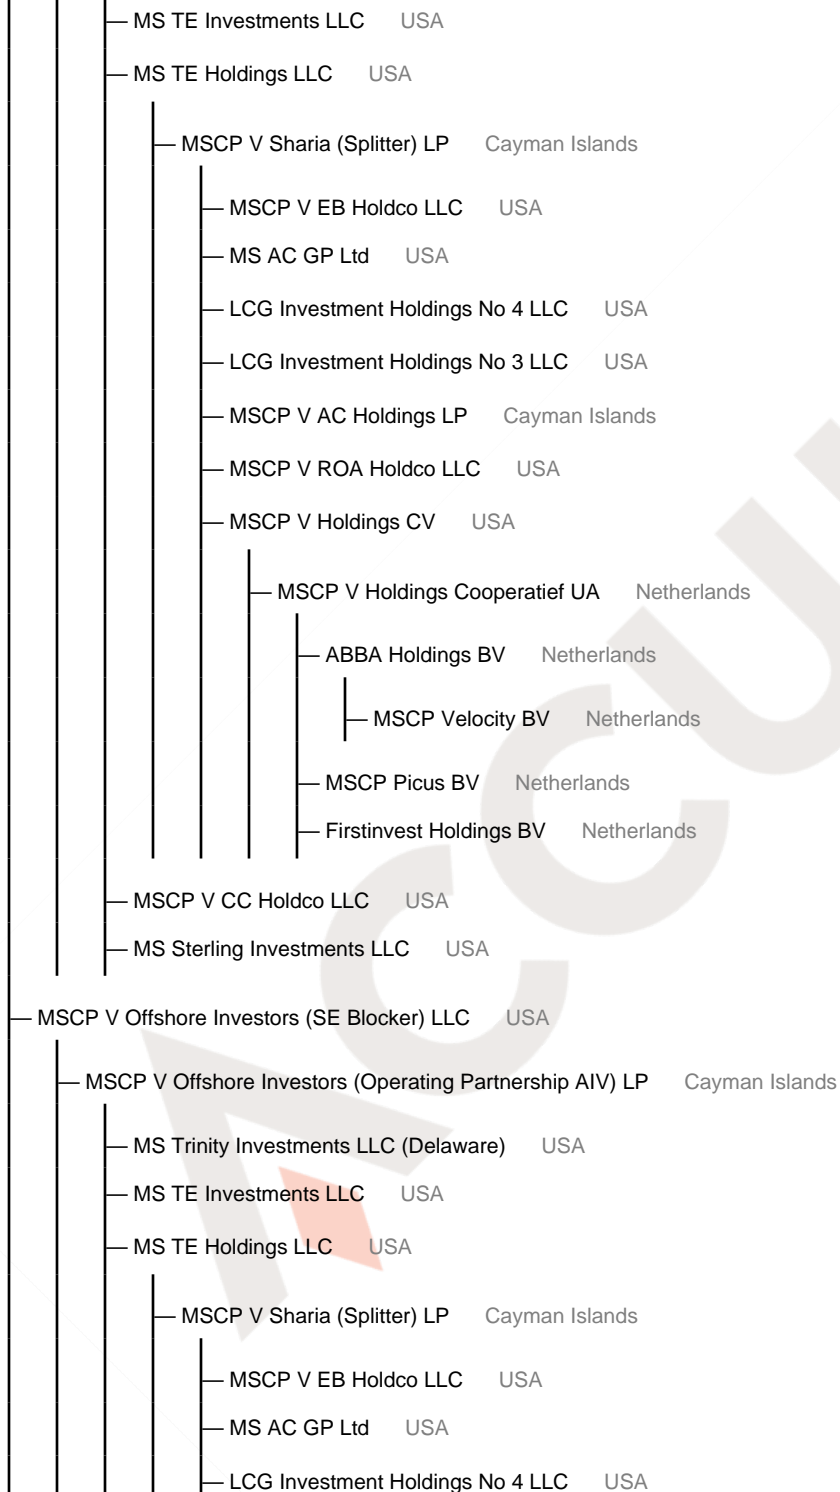 MS TE Investments LLC USA
MS TE Holdings LLC USA
MSCP V Sharia (Splitter) LP Cayman Islands
MSCP V EB Holdco LLC USA
MS AC GP Ltd USA
LCG Investment Holdings No 4 LLC USA
LCG Investment Holdings No 3 LLC USA
MSCP V AC Holdings LP Cayman Islands
MSCP V ROA Holdco LLC USA
MSCP V Holdings CV USA
MSCP V Holdings Cooperatief UA Netherlands
ABBA Holdings BV Netherlands
MSCP Velocity BV Netherlands
MSCP Picus BV Netherlands
Firstinvest Holdings BV Netherlands
MSCP V CC Holdco LLC USA
MS Sterling Investments LLC USA
MSCP V Offshore Investors (SE Blocker) LLC USA
MSCP V Offshore Investors (Operating Partnership AIV) LP Cayman Islands
MS Trinity Investments LLC (Delaware) USA
MS TE Investments LLC USA
MS TE Holdings LLC USA
MSCP V Sharia (Splitter) LP Cayman Islands
MSCP V EB Holdco LLC USA
MS AC GP Ltd USA
LCG Investment Holdings No 4 LLC USA